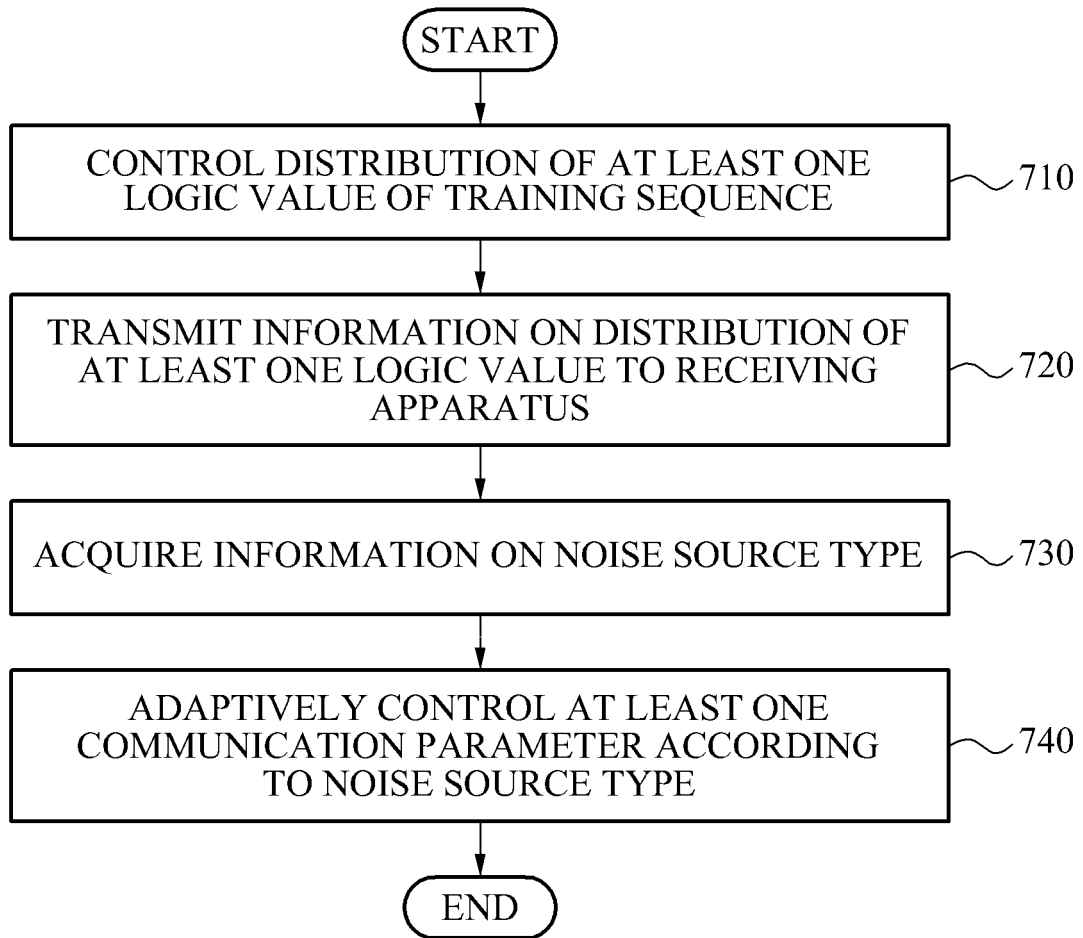 START
CONTROL DISTRIBUTION OF AT LEAST ONE
LOGIC VALUE OF TRAINING SEQUENCE
710
TRANSMIT INFORMATION ON DISTRIBUTION OF
AT LEAST ONE LOGIC VALUE TO RECEIVING
APPARATUS
720
ACQUIRE INFORMATION ON NOISE SOURCE TYPE
730
ADAPTIVELY CONTROL AT LEAST ONE
COMMUNICATION PARAMETER ACCORDING
TO NOISE SOURCE TYPE
740
END